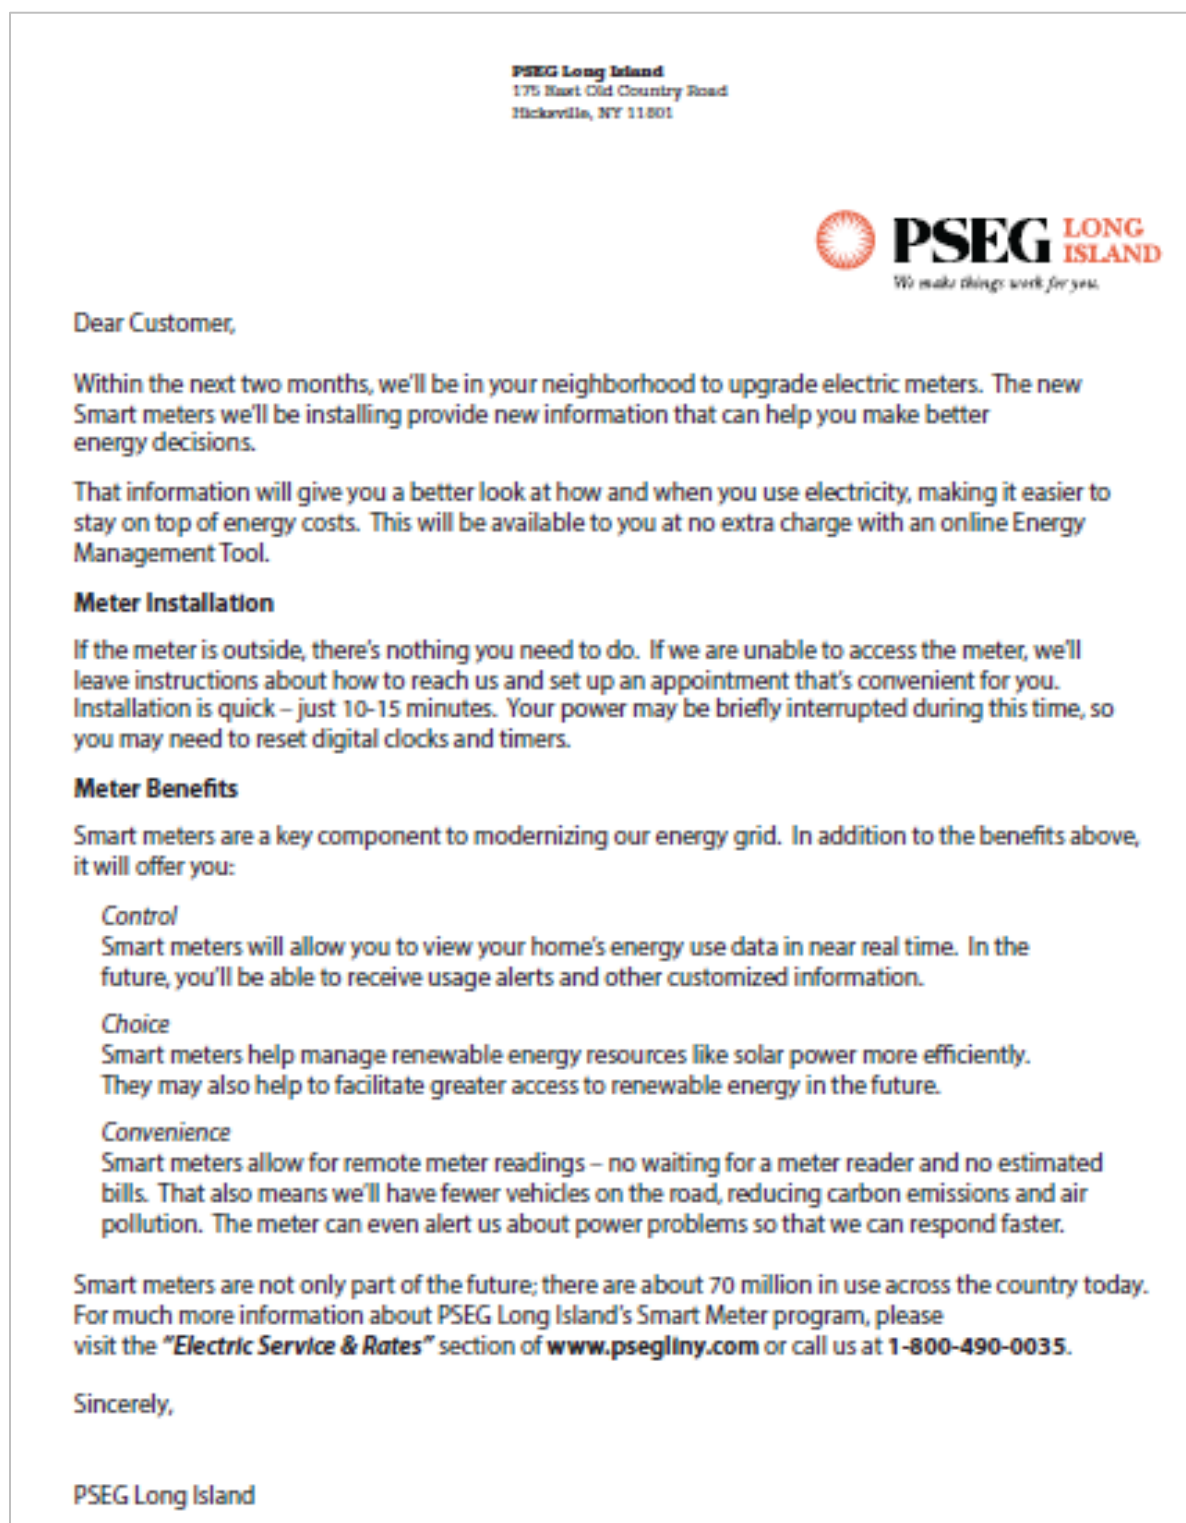 PSEG Long Island
175 East Old Country Road
Hicksville, NY 11801
PSEG LONG
ISLAND
We make things work for you.
Dear Customer,
Within the next two months, we'll be in your neighborhood to upgrade electric meters. The new
Smart meters we'll be installing provide new information that can help you make better
energy decisions.
That information will give you a better look at how and when you use electricity, making it easier to
stay on top of energy costs. This will be available to you at no extra charge with an online Energy
Management Tool.
Meter Installation
If the meter is outside, there's nothing you need to do. If we are unable to access the meter, we'll
leave instructions about how to reach us and set up an appointment that's convenient for you.
Installation is quick – just 10-15 minutes. Your power may be briefly interrupted during this time, so
you may need to reset digital clocks and timers.
Meter Benefits
Smart meters are a key component to modernizing our energy grid. In addition to the benefits above,
it will offer you:
Control
Smart meters will allow you to view your home's energy use data in near real time. In the
future, you'll be able to receive usage alerts and other customized information.
Choice
Smart meters help manage renewable energy resources like solar power more efficiently.
They may also help to facilitate greater access to renewable energy in the future.
Convenience
Smart meters allow for remote meter readings – no waiting for a meter reader and no estimated
bills. That also means we'll have fewer vehicles on the road, reducing carbon emissions and air
pollution. The meter can even alert us about power problems so that we can respond faster.
Smart meters are not only part of the future; there are about 70 million in use across the country today.
For much more information about PSEG Long Island's Smart Meter program, please
visit the "Electric Service & Rates" section of www.psegliny.com or call us at 1-800-490-0035.
Sincerely,
PSEG Long Island